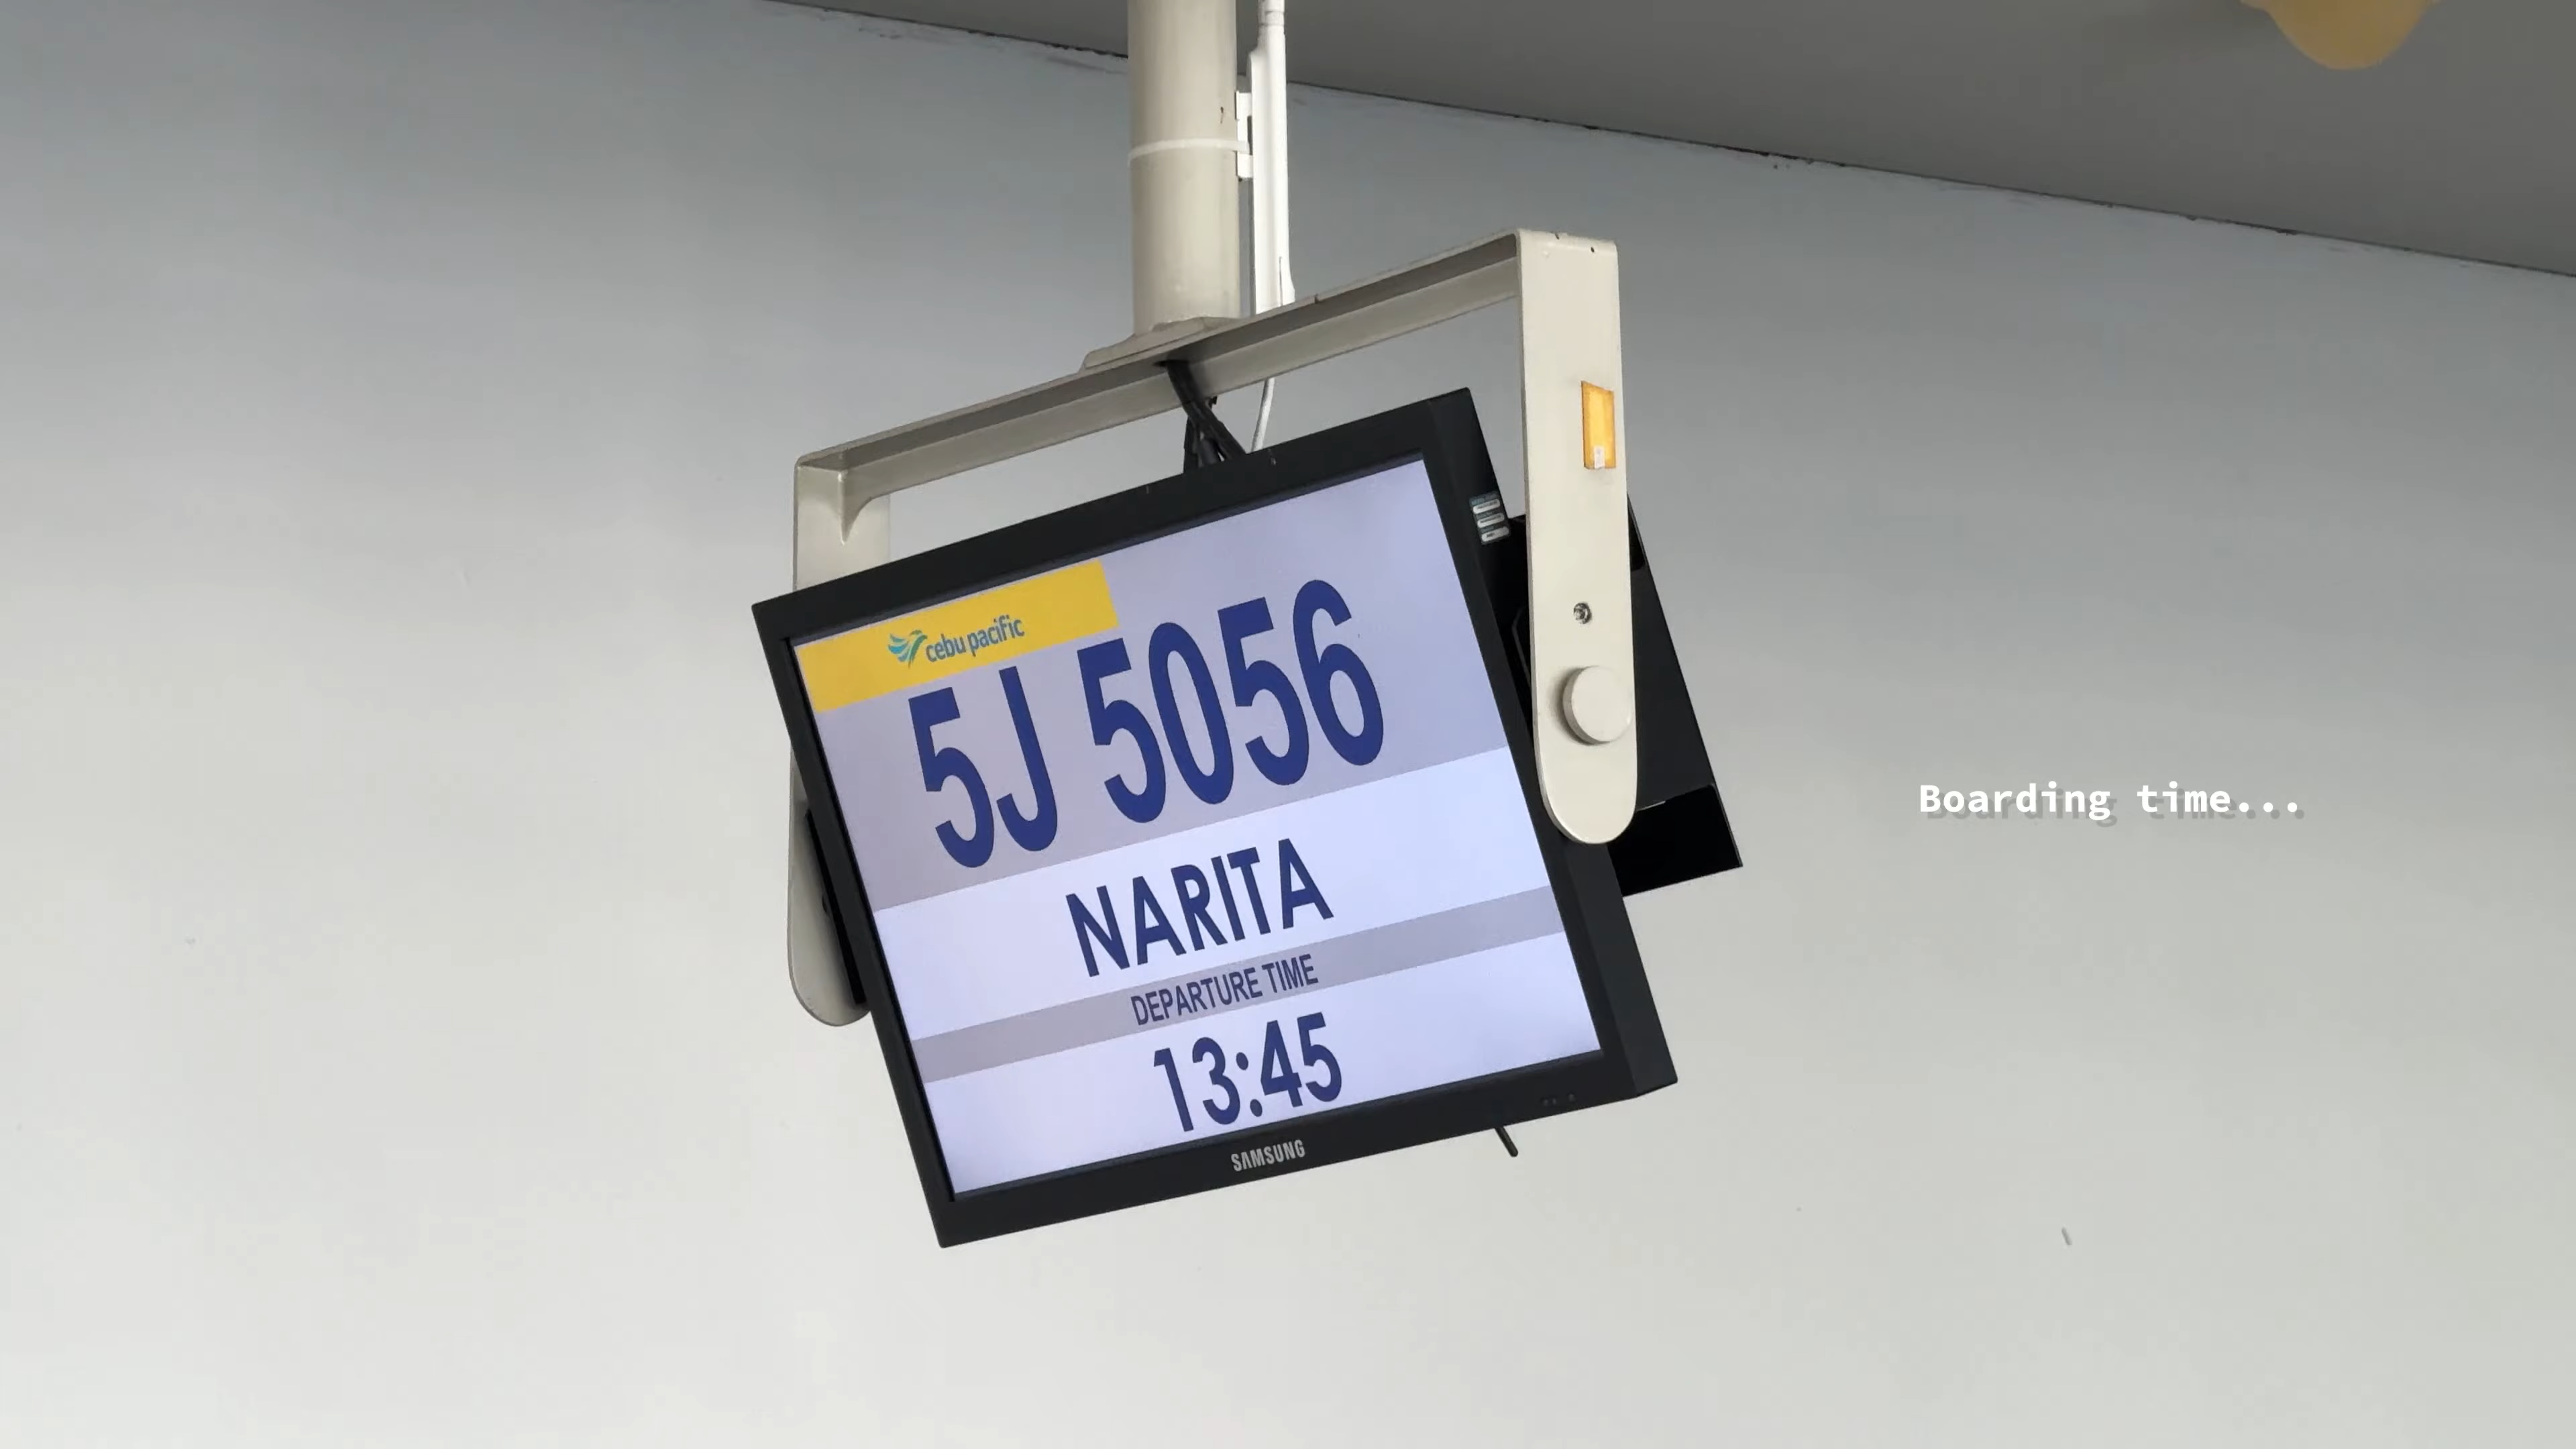 cebu pacific
5J 5056
NARITA
DEPARTURE TIME
13:45
SAMSUNG
Boarding time...